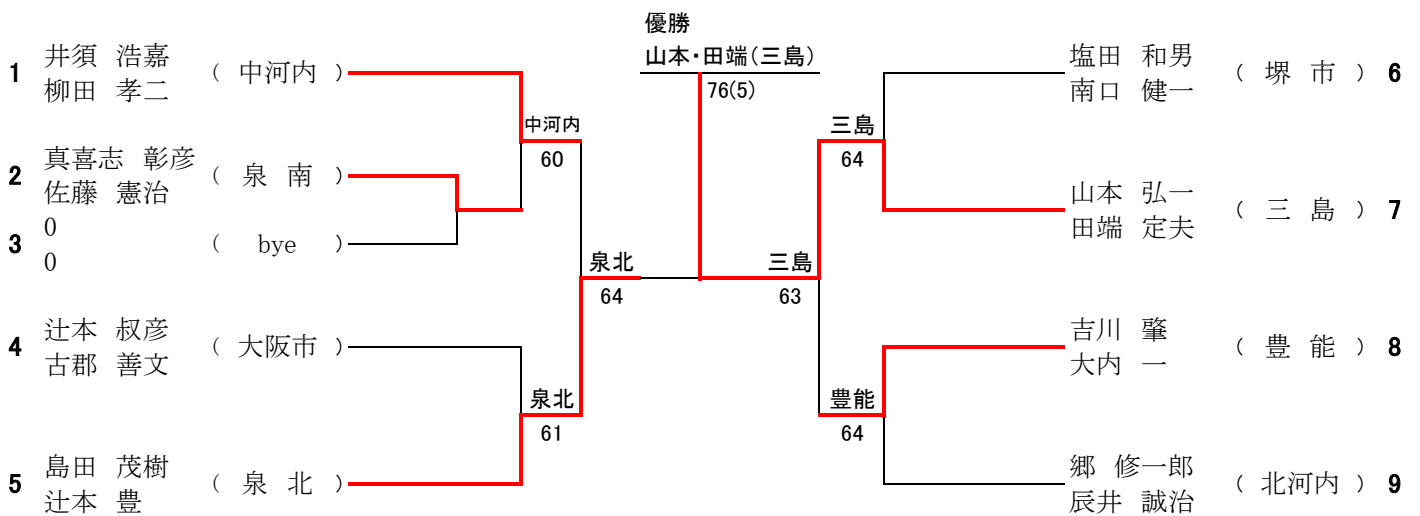 優勝
山本・田端(三島)
76(5)
1 井須 浩嘉
柳田 孝二
( 中河内 )
中河内
60
2 真喜志 彰彦
佐藤 憲治
( 泉 南 )
3 0
0
( bye )
泉北
64
4 辻本 叔彦
古郡 善文
( 大阪市 )
泉北
61
5 島田 茂樹
辻本 豊
( 泉 北 )
塩田 和男
南口 健一
( 堺 市 ) 6
三島
64
山本 弘一
田端 定夫
( 三 島 ) 7
三島
63
吉川 肇
大内 一
( 豊 能 ) 8
豊能
64
郷 修一郎
辰井 誠治
( 北河内 ) 9